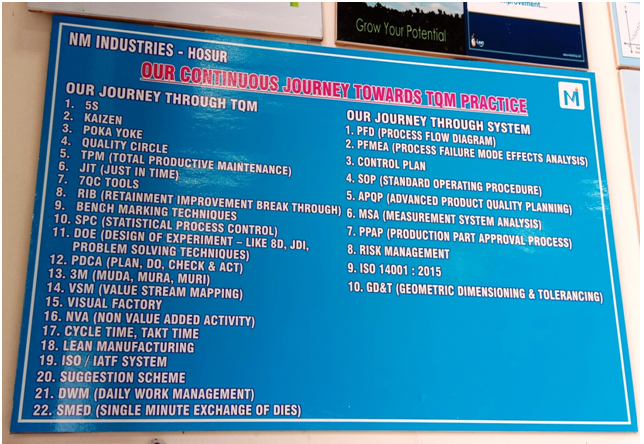 Grow Your Potential
NM INDUSTRIES - HOSUR
OUR CONTINUOUS JOURNEY TOWARDS TQM PRACTICE
M
OUR JOURNEY THROUGH TQM
1. 5S
2. KAIZEN
3. POKA YOKE
4. QUALITY CIRCLE
5. TPM (TOTAL PRODUCTIVE MAINTENANCE)
6. JIT (JUST IN TIME)
7. 7QC TOOLS
8. RIB (RETAINMENT IMPROVEMENT BREAK THROUGH)
9. BENCH MARKING TECHNIQUES
10. SPC (STATISTICAL PROCESS CONTROL)
11. DOE (DESIGN OF EXPERIMENT – LIKE 8D, JDI,
PROBLEM SOLVING TECHNIQUES)
12. PDCA (PLAN, DO, CHECK & ACT)
13. 3M (MUDA, MURA, MURI)
14. VSM (VALUE STREAM MAPPING)
15. VISUAL FACTORY
16. NVA (NON VALUE ADDED ACTIVITY)
17. CYCLE TIME, TAKT TIME
18. LEAN MANUFACTURING
19. ISO / IATF SYSTEM
20. SUGGESTION SCHEME
21. DWM (DAILY WORK MANAGEMENT)
22. SMED (SINGLE MINUTE EXCHANGE OF DIES)
OUR JOURNEY THROUGH SYSTEM
1. PFD (PROCESS FLOW DIAGRAM)
2. PFMEA (PROCESS FAILURE MODE EFFECTS ANALYSIS)
3. CONTROL PLAN
4. SOP (STANDARD OPERATING PROCEDURE)
5. APQP (ADVANCED PRODUCT QUALITY PLANNING)
6. MSA (MEASUREMENT SYSTEM ANALYSIS)
7. PPAP (PRODUCTION PART APPROVAL PROCESS)
8. RISK MANAGEMENT
9. ISO 14001 : 2015
10. GD&T (GEOMETRIC DIMENSIONING & TOLERANCING)